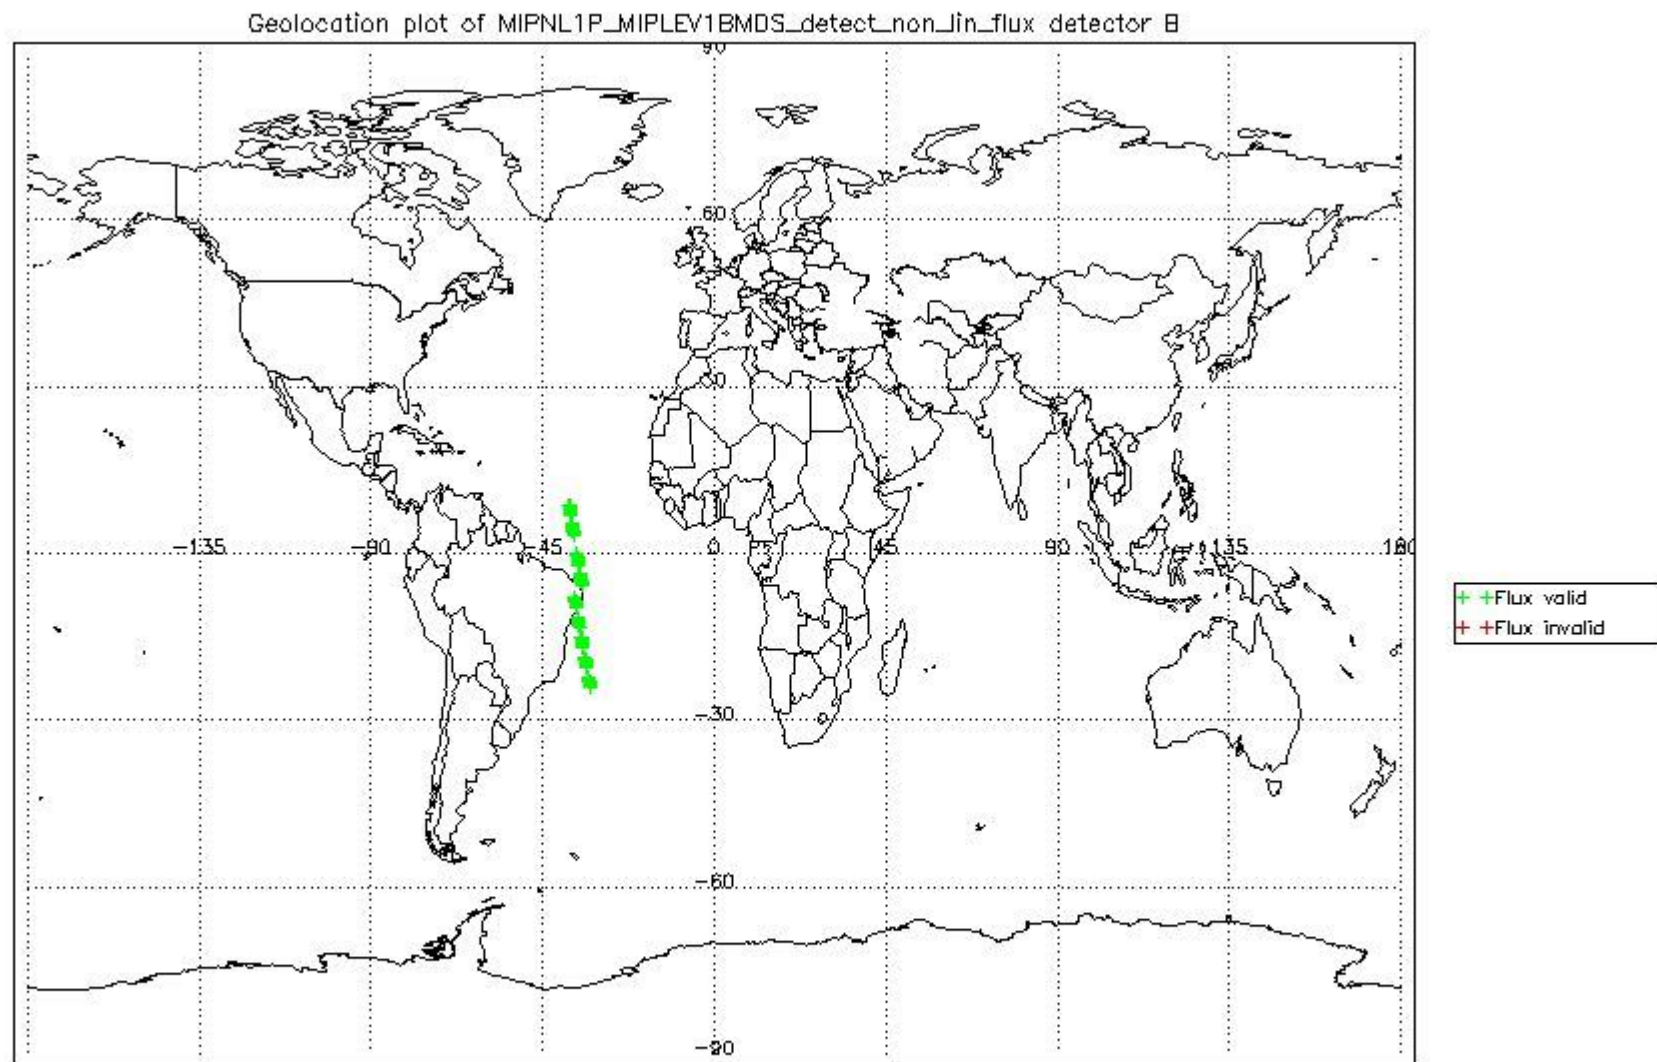 Geolocation plot of MIPNL1P_MIPLEV1BMDS_detect_non_lin_flux detector B
90
60
30
-135 -90 -45 0 45 90 135 180
-30
-60
-90
Flux valid
Flux invalid